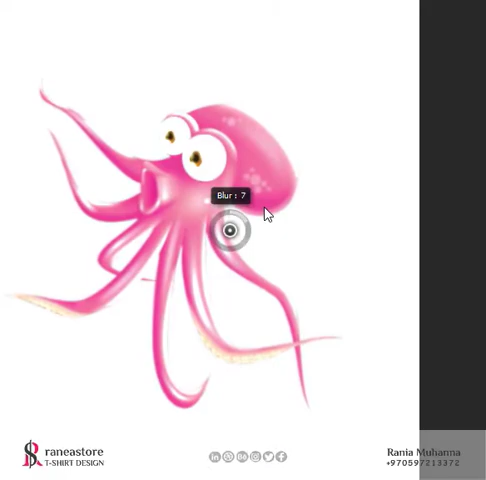 Blur : 7
raneastore
T-SHIRT DESIGN
Rania Muhanna
+970597213372